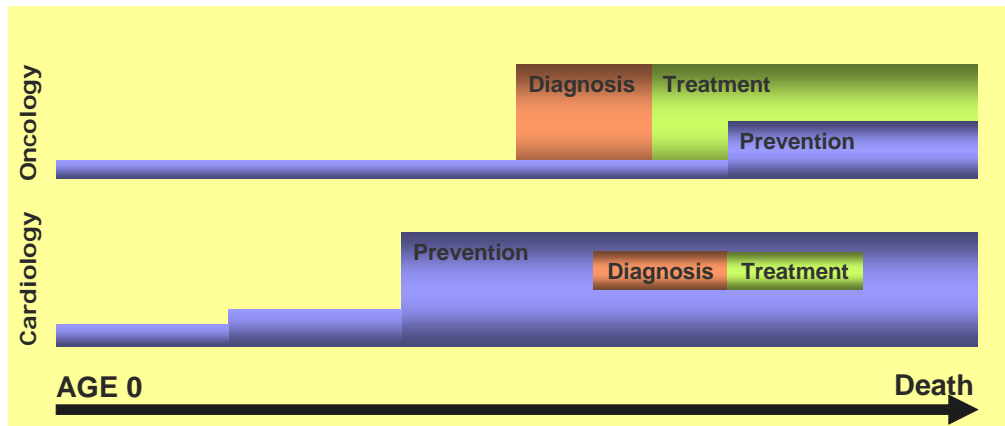 Oncology
Diagnosis
Treatment
Prevention
Cardiology
Prevention
Diagnosis
Treatment
AGE 0
Death